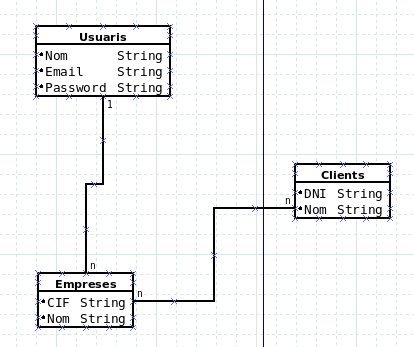 Usuaris
Nom String
Email String
Password String
1
Clients
DNI String
Nom String
n
n
Empreses
n
CIF String
Nom String